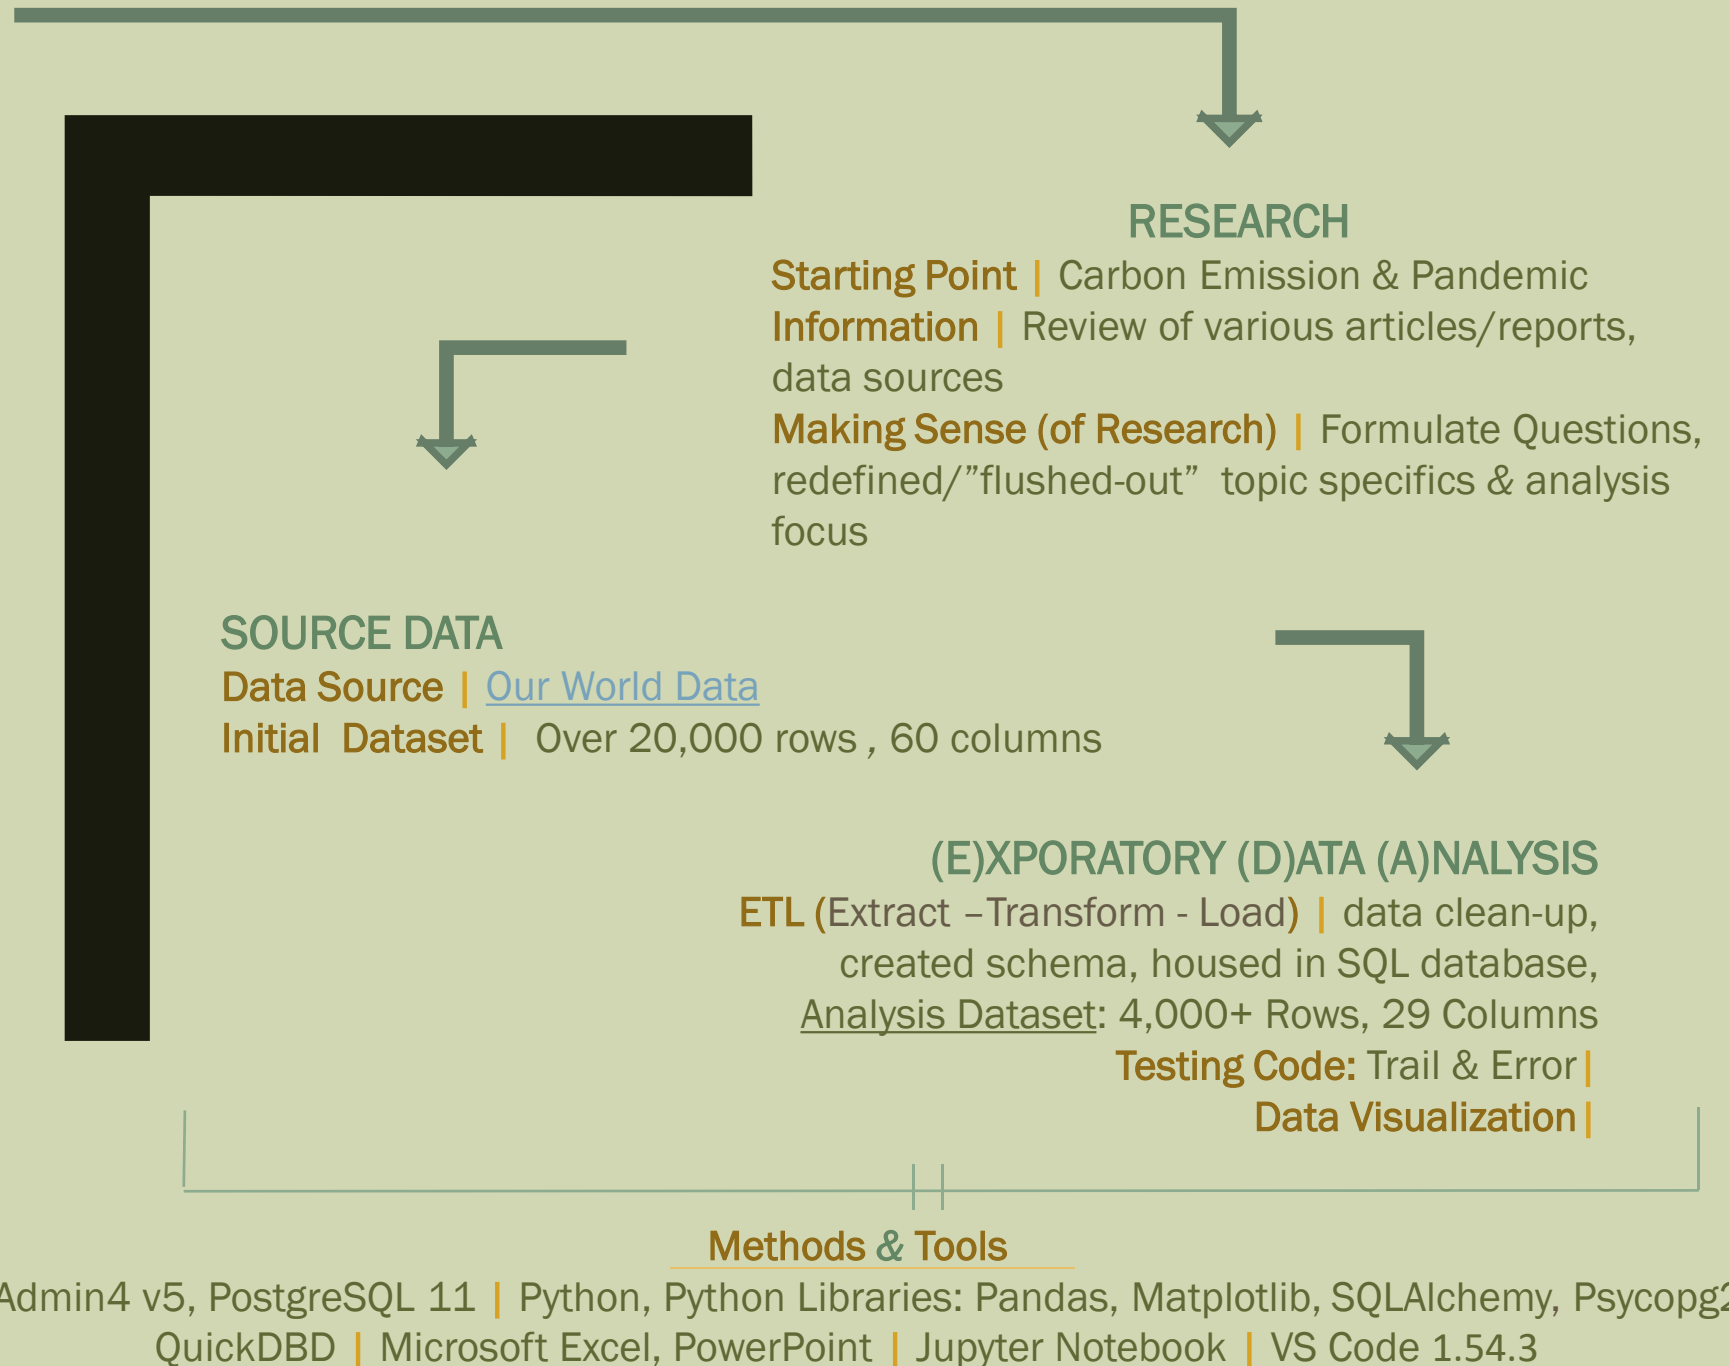 RESEARCH
Starting Point | Carbon Emission & Pandemic
Information | Review of various articles/reports,
data sources
Making Sense (of Research) | Formulate Questions,
redefined/”flushed-out” topic specifics & analysis
focus
SOURCE DATA
Data Source | Our World Data
Initial Dataset | Over 20,000 rows , 60 columns
(E)XPORATORY (D)ATA (A)NALYSIS
ETL (Extract –Transform - Load) | data clean-up,
created schema, housed in SQL database,
Analysis Dataset: 4,000+ Rows, 29 Columns
Testing Code: Trail & Error|
Data Visualization|
Methods & Tools
Admin4 v5, PostgreSQL 11 | Python, Python Libraries: Pandas, Matplotlib, SQLAlchemy, Psycopg2
QuickDBD | Microsoft Excel, PowerPoint | Jupyter Notebook | VS Code 1.54.3